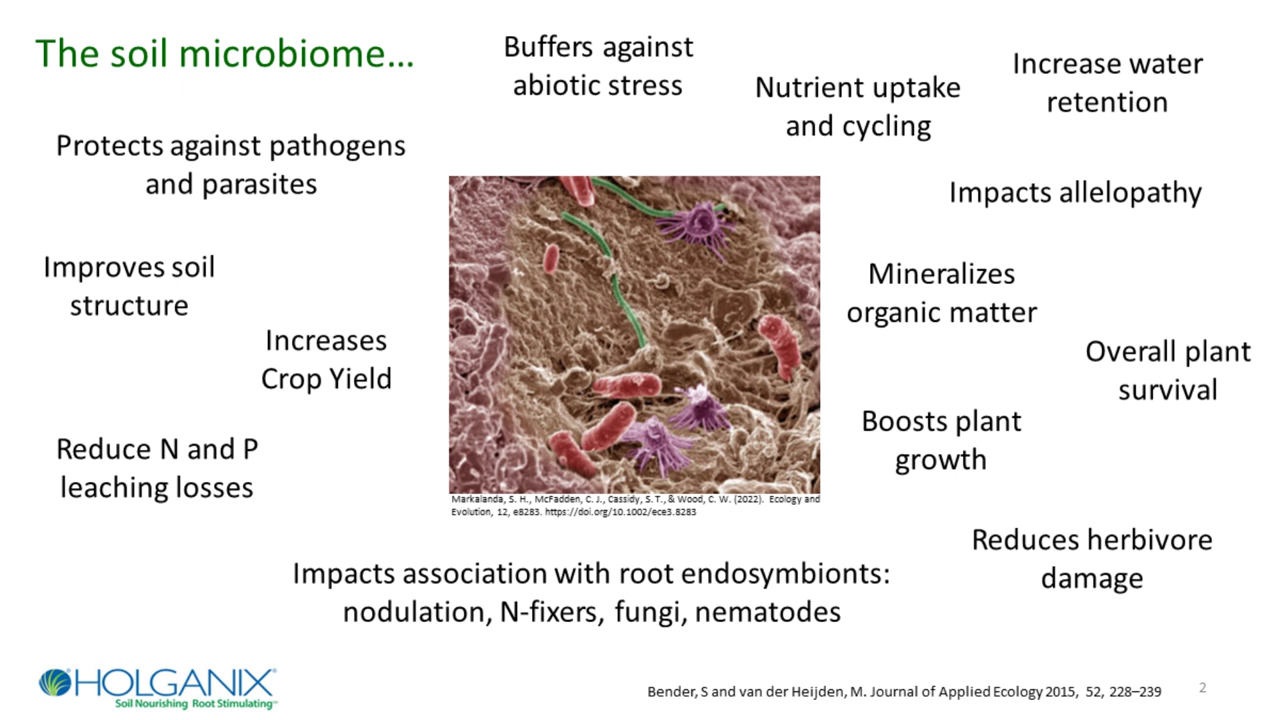 The soil microbiome...
Buffers against
abiotic stress
Nutrient uptake
and cycling
Increase water
retention
Protects against pathogens
and parasites
Impacts allelopathy
Improves soil
structure
Mineralizes
organic matter
Increases
Crop Yield
Overall plant
survival
Boosts plant
growth
Reduce N and P
leaching losses
Markalanda, S. H., McFadden, C. J., Cassidy, S. T., & Wood, C. W. (2022). Ecology and
Evolution, 12, e8283. https://doi.org/10.1002/ece3.8283
Reduces herbivore
damage
Impacts association with root endosymbionts:
nodulation, N-fixers, fungi, nematodes
HOLGANIX®
Soil Nourishing Root Stimulating™
Bender, S and van der Heijden, M. Journal of Applied Ecology 2015, 52, 228–239
2